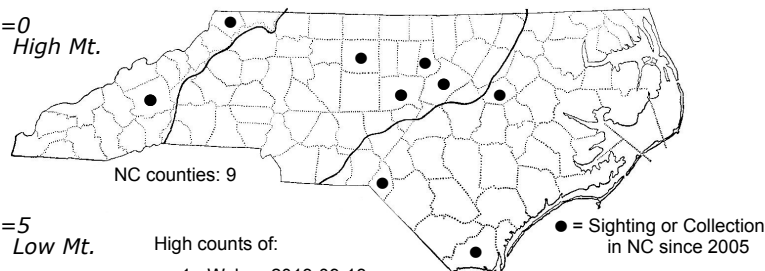 =0
High Mt.
NC counties: 9
=5
Low Mt.
High counts of:
= Sighting or Collection
in NC since 2005